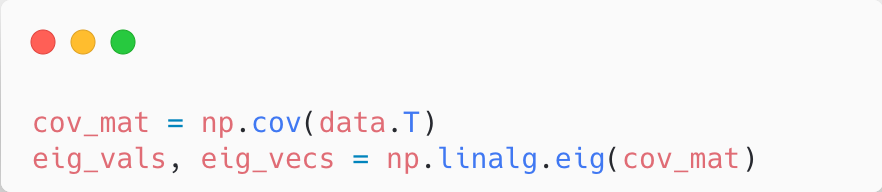 cov_mat = np.cov(data.T)
eig_vals, eig_vecs = np.linalg.eig(cov_mat)